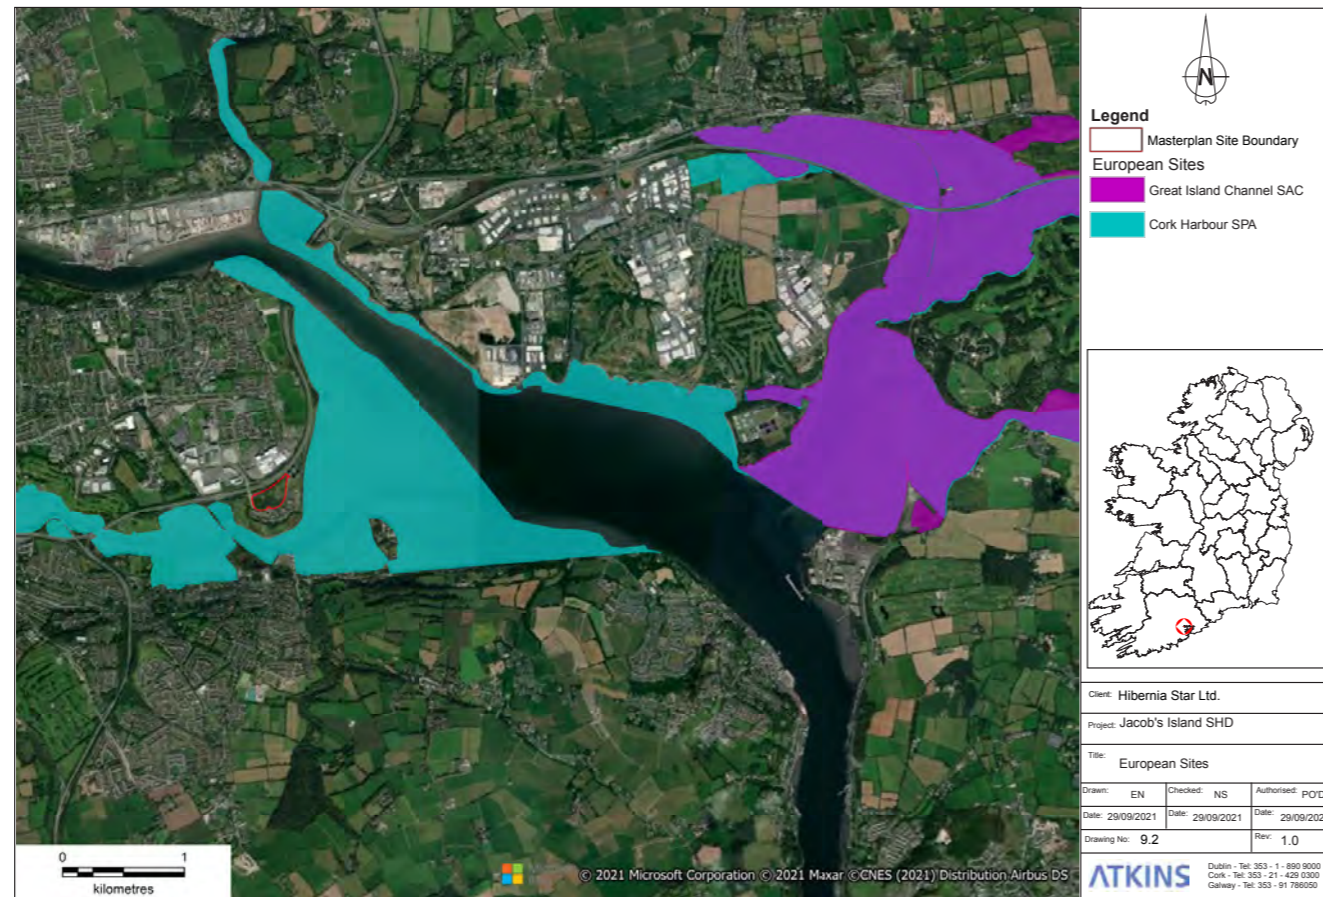 N
Legend
Masterplan Site Boundary
European Sites
Great Island Channel SAC
Cork Harbour SPA
Client: Hibernia Star Ltd.
Project: Jacob's Island SHD
Title: European Sites
Drawn: EN Checked: NS Authorised: PO'D
Date: 29/09/2021 Date: 29/09/2021 Date: 29/09/202
Drawing No: 9.2 Rev: 1.0
ATKINS
Dublin - Tel: 353 - 1 - 890 9000
Cork - Tel: 353 - 21 - 429 0300
Galway - Tel: 353 - 91 786050
0 1
kilometres
© 2021 Microsoft Corporation © 2021 Maxar ©CNES (2021) Distribution Airbus DS